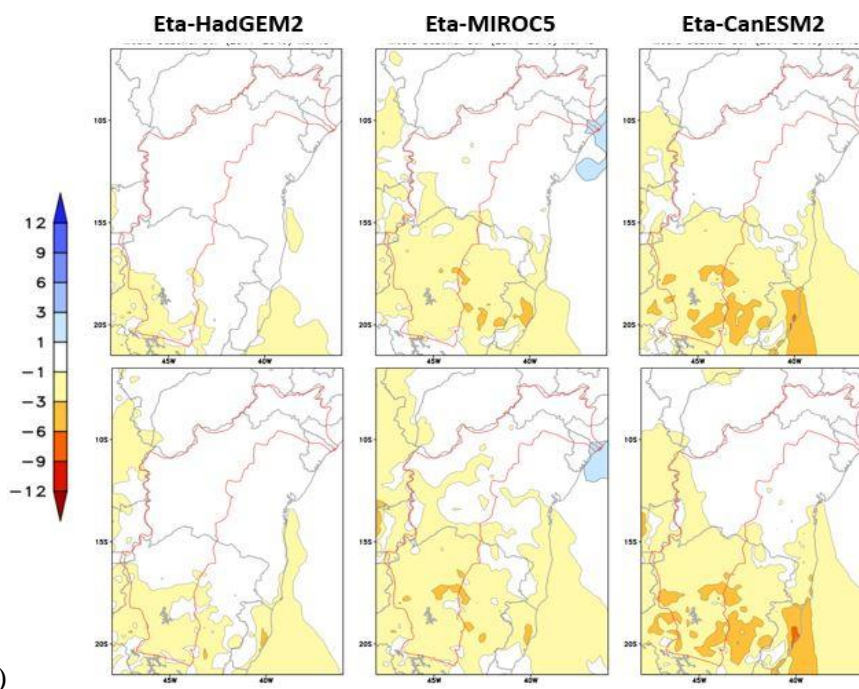 Eta-HadGEM2 Eta-MIROC5 Eta-CanESM2
10S 10S 10S
12
9
6
3
1
−1
−3
−6
−9
−12
15S 15S 15S
20S 20S 20S
45W 40W 45W 40W 45W 40W
10S 10S 10S
15S 15S 15S
20S 20S 20S
45W 40W 45W 40W 45W 40W
)